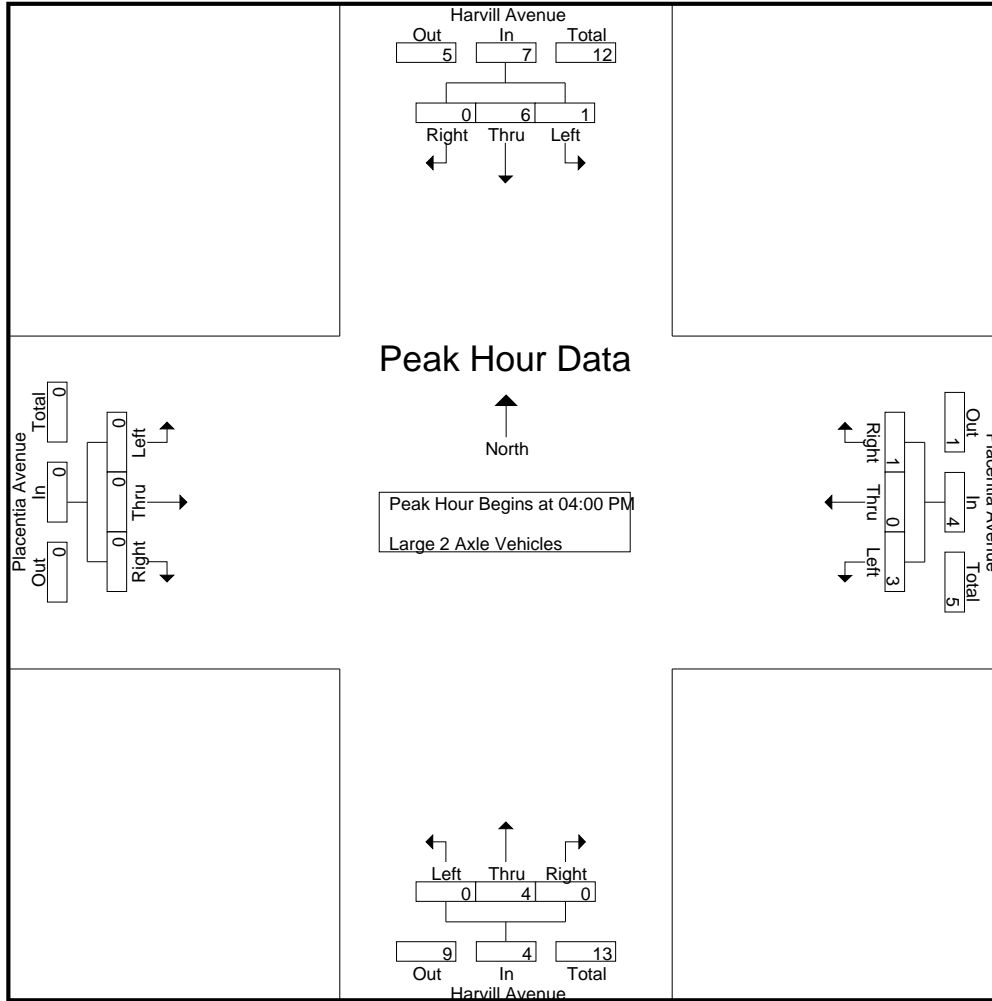 Harvill Avenue
Out In Total
5 7 12
0 6 1
Right Thru Left
Peak Hour Data
North
Peak Hour Begins at 04:00 PM
Large 2 Axle Vehicles
Placentia Avenue
Total In Out
0 0 0
0 0 0
Left Thru Right
Placentia Avenue
Out In Total
1 4 5
1 0 3
Right Thru Left
Left Thru Right
0 4 0
9 4 13
Out In Total
Harvill Avenue